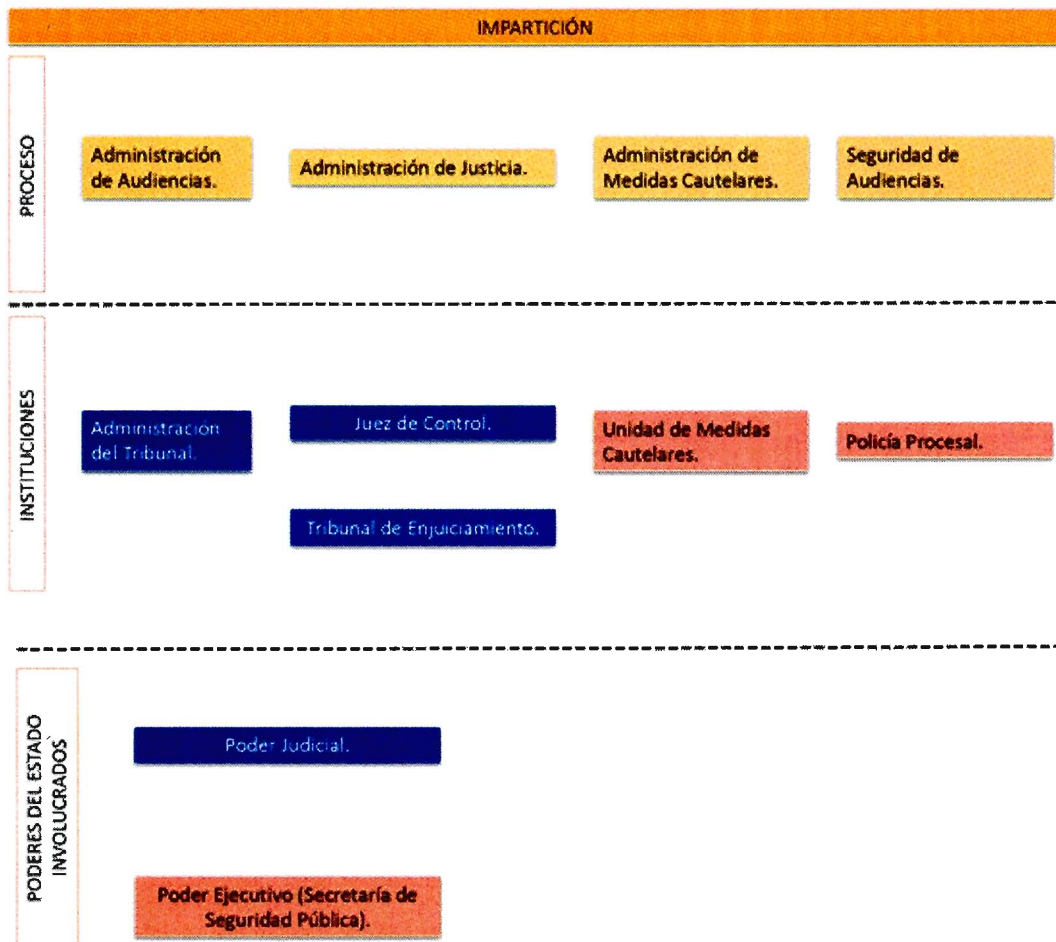 IMPARTICIÓN
PROCESO
Administración
de Audiencias.
Administración de Justicia.
Administración de
Medidas Cautelares.
Seguridad de
Audiencias.
INSTITUCIONES
Administración
del Tribunal.
Juez de Control.
Tribunal de Enjuiciamiento.
Unidad de Medidas
Cautelares.
Policía Procesal.
PODERES DEL ESTADO
INVOLUCRADOS
Poder Judicial.
Poder Ejecutivo (Secretaría de
Seguridad Pública).